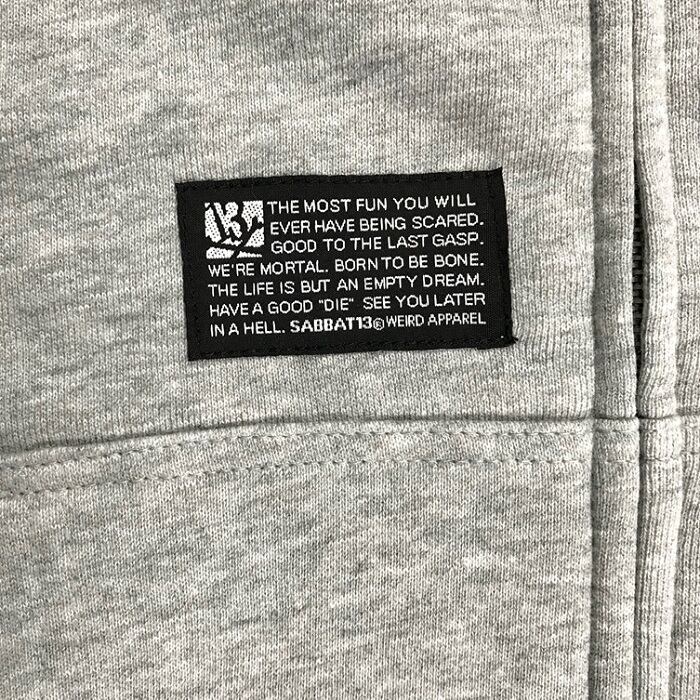 THE MOST FUN YOU WILL
EVER HAVE BEING SCARED.
GOOD TO THE LAST GASP.
WE'RE MORTAL. BORN TO BE BONE.
THE LIFE IS BUT AN EMPTY DREAM.
HAVE A GOOD "DIE" SEE YOU LATER
IN A HELL. SABBAT13® WEIRD APPAREL